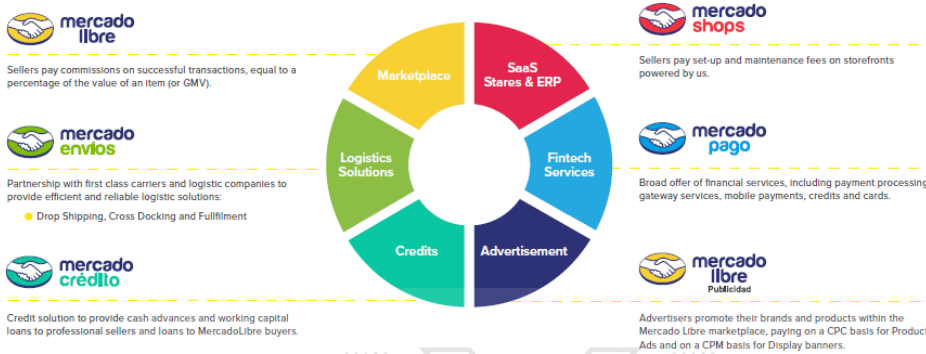 mercado
libre
Sellers pay commissions on successful transactions, equal to a
percentage of the value of an item (or GMV).
mercado
envios
Partnership with first class carriers and logistic companies to
provide efficient and reliable logistic solutions:
Drop Shipping, Cross Docking and Fullfilment
mercado
crédito
Credit solution to provide cash advances and working capital
loans to professional sellers and loans to MercadoLibre buyers.
Marketplace
SaaS
Stares & ERP
Logistics
Solutions
Fintech
Services
Credits
Advertisement
mercado
shops
Sellers pay set-up and maintenance fees on storefronts
powered by us.
mercado
pago
Broad offer of financial services, including payment processing
gateway services, mobile payments, credits and cards.
mercado
libre
Publicidad
Advertisers promote their brands and products within the
Mercado Libre marketplace, paying on a CPC basis for Product
Ads and on a CPM basis for Display banners.